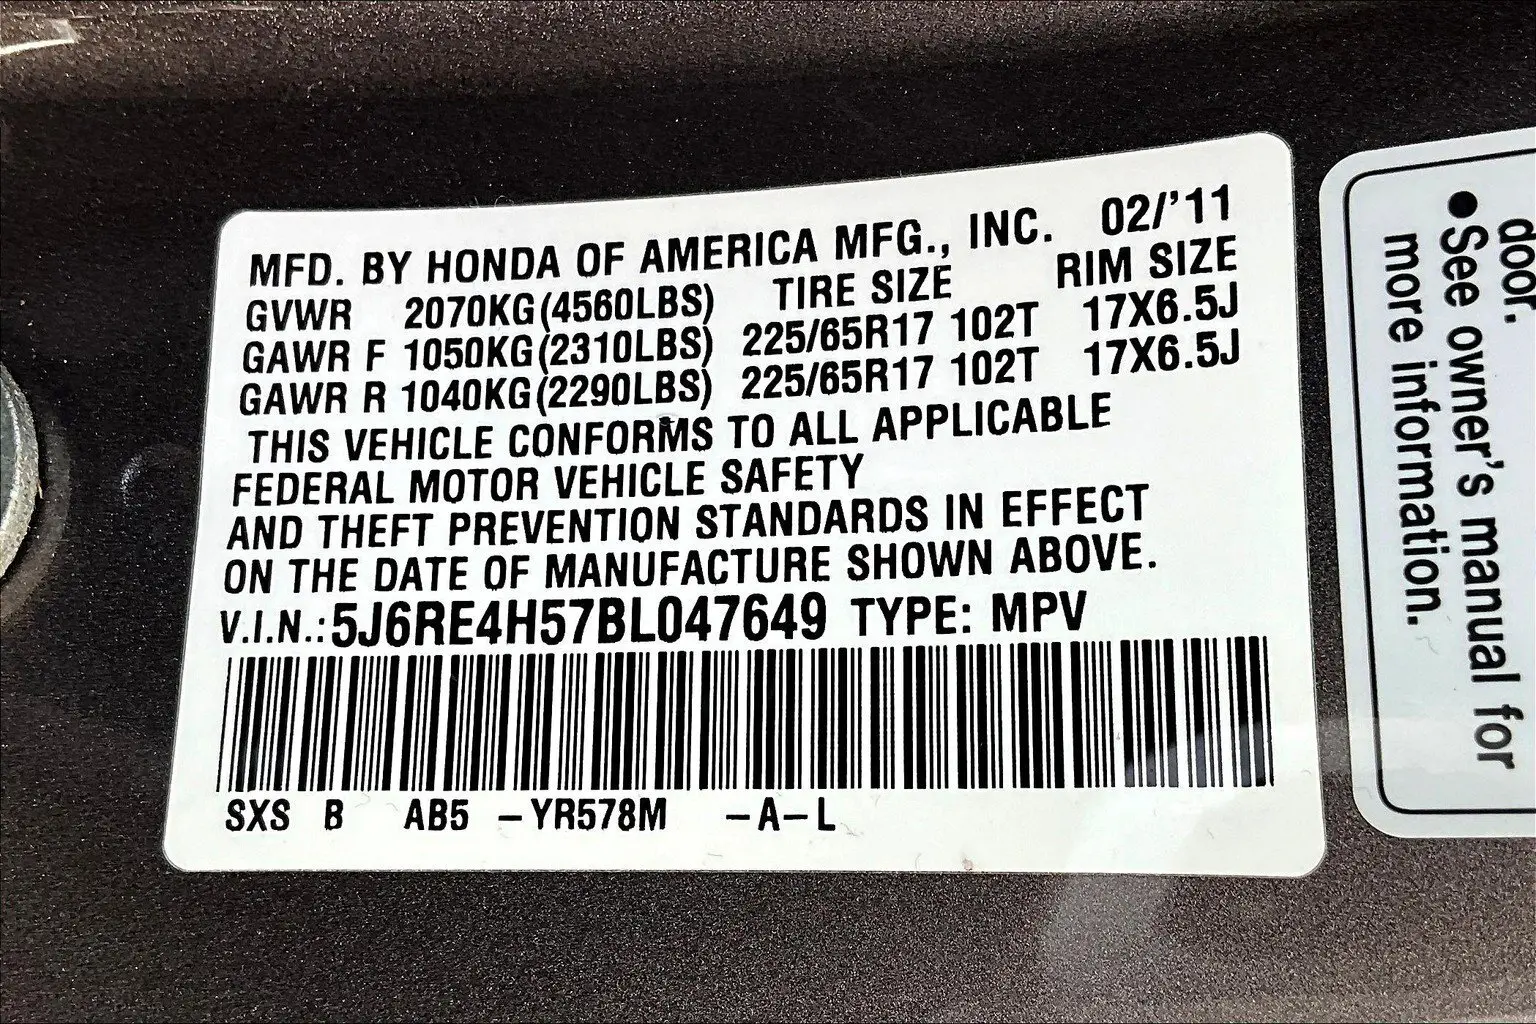 MFD. BY HONDA OF AMERICA MFG., INC. 02/'11
GVWR 2070KG(4560LBS) TIRE SIZE RIM SIZE
GAWR F 1050KG(2310LBS) 225/65R17 102T 17X6.5J
GAWR R 1040KG(2290LBS) 225/65R17 102T 17X6.5J
THIS VEHICLE CONFORMS TO ALL APPLICABLE
FEDERAL MOTOR VEHICLE SAFETY
AND THEFT PREVENTION STANDARDS IN EFFECT
ON THE DATE OF MANUFACTURE SHOWN ABOVE.
V.I.N.:5J6RE4H57BL047649 TYPE: MPV
SXS B AB5 -YR578M -A-L
door.
●See owner's manual for
more information.